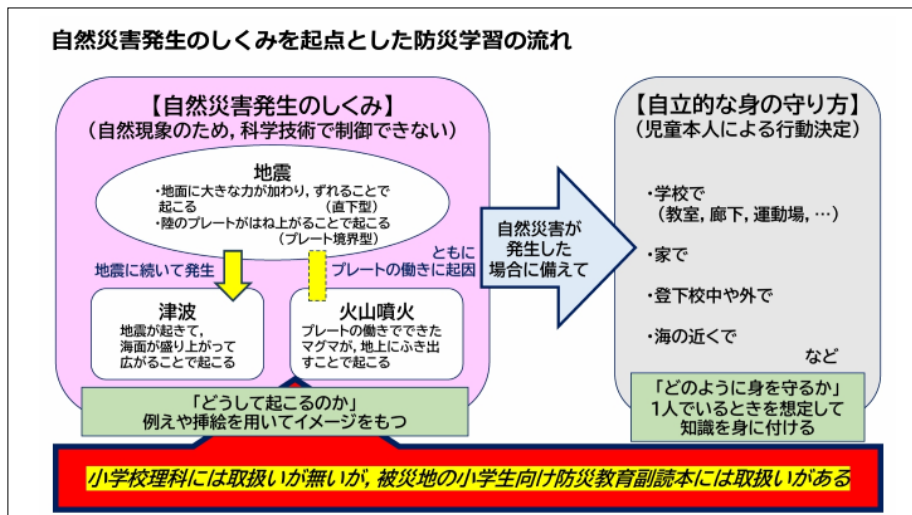 自然災害発生のしくみを起点とした防災学習の流れ
【自然災害発生のしくみ】
(自然現象のため,科学技術で制御できない)
地震
・地面に大きな力が加わり,ずれることで
起こる (直下型)
・陸のプレートがはね上がることで起こる
(プレート境界型)
地震に続いて発生
ともに
プレートの働きに起因
津波
地震が起きて,
海面が盛り上がって
広がることで起こる
火山噴火
プレートの働きでできた
マグマが,地上にふき出
すことで起こる
「どうして起こるのか」
例えや挿絵を用いてイメージをもつ
自然災害が
発生した
場合に備えて
【自立的な身の守り方】
(児童本人による行動決定)
・学校で
(教室,廊下,運動場,…)
・家で
・登下校中や外で
・海の近くで
など
「どのように身を守るか」
1人でいるときを想定して
知識を身に付ける
小学校理科には取扱いが無いが,被災地の小学生向け防災教育副読本には取扱いがある